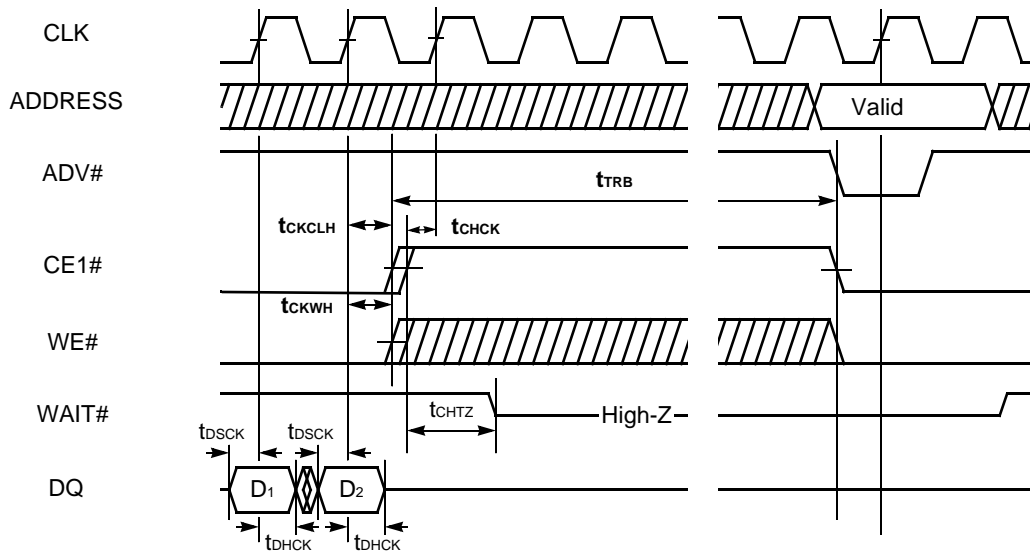 CLK
ADDRESS
Valid
ADV#
tTRB
tCKCLH
tCHCK
CE1#
tCKWH
WE#
WAIT#
tCHTZ
High-Z
tDSCK
tDSCK
DQ
D1
D2
tDHCK
tDHCK